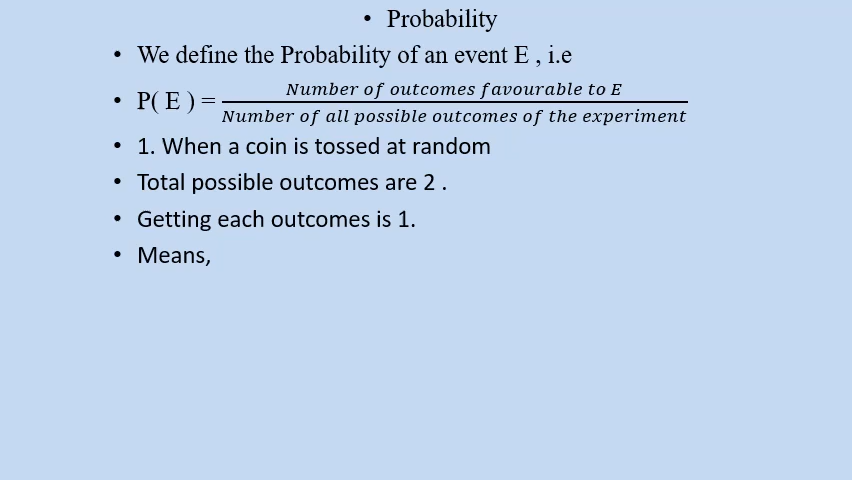 • Probability
• We define the Probability of an event E , i.e
• P( E ) = \frac{Number of outcomes favourable to E}{Number of all possible outcomes of the experiment}
• 1. When a coin is tossed at random
• Total possible outcomes are 2 .
• Getting each outcomes is 1.
• Means,